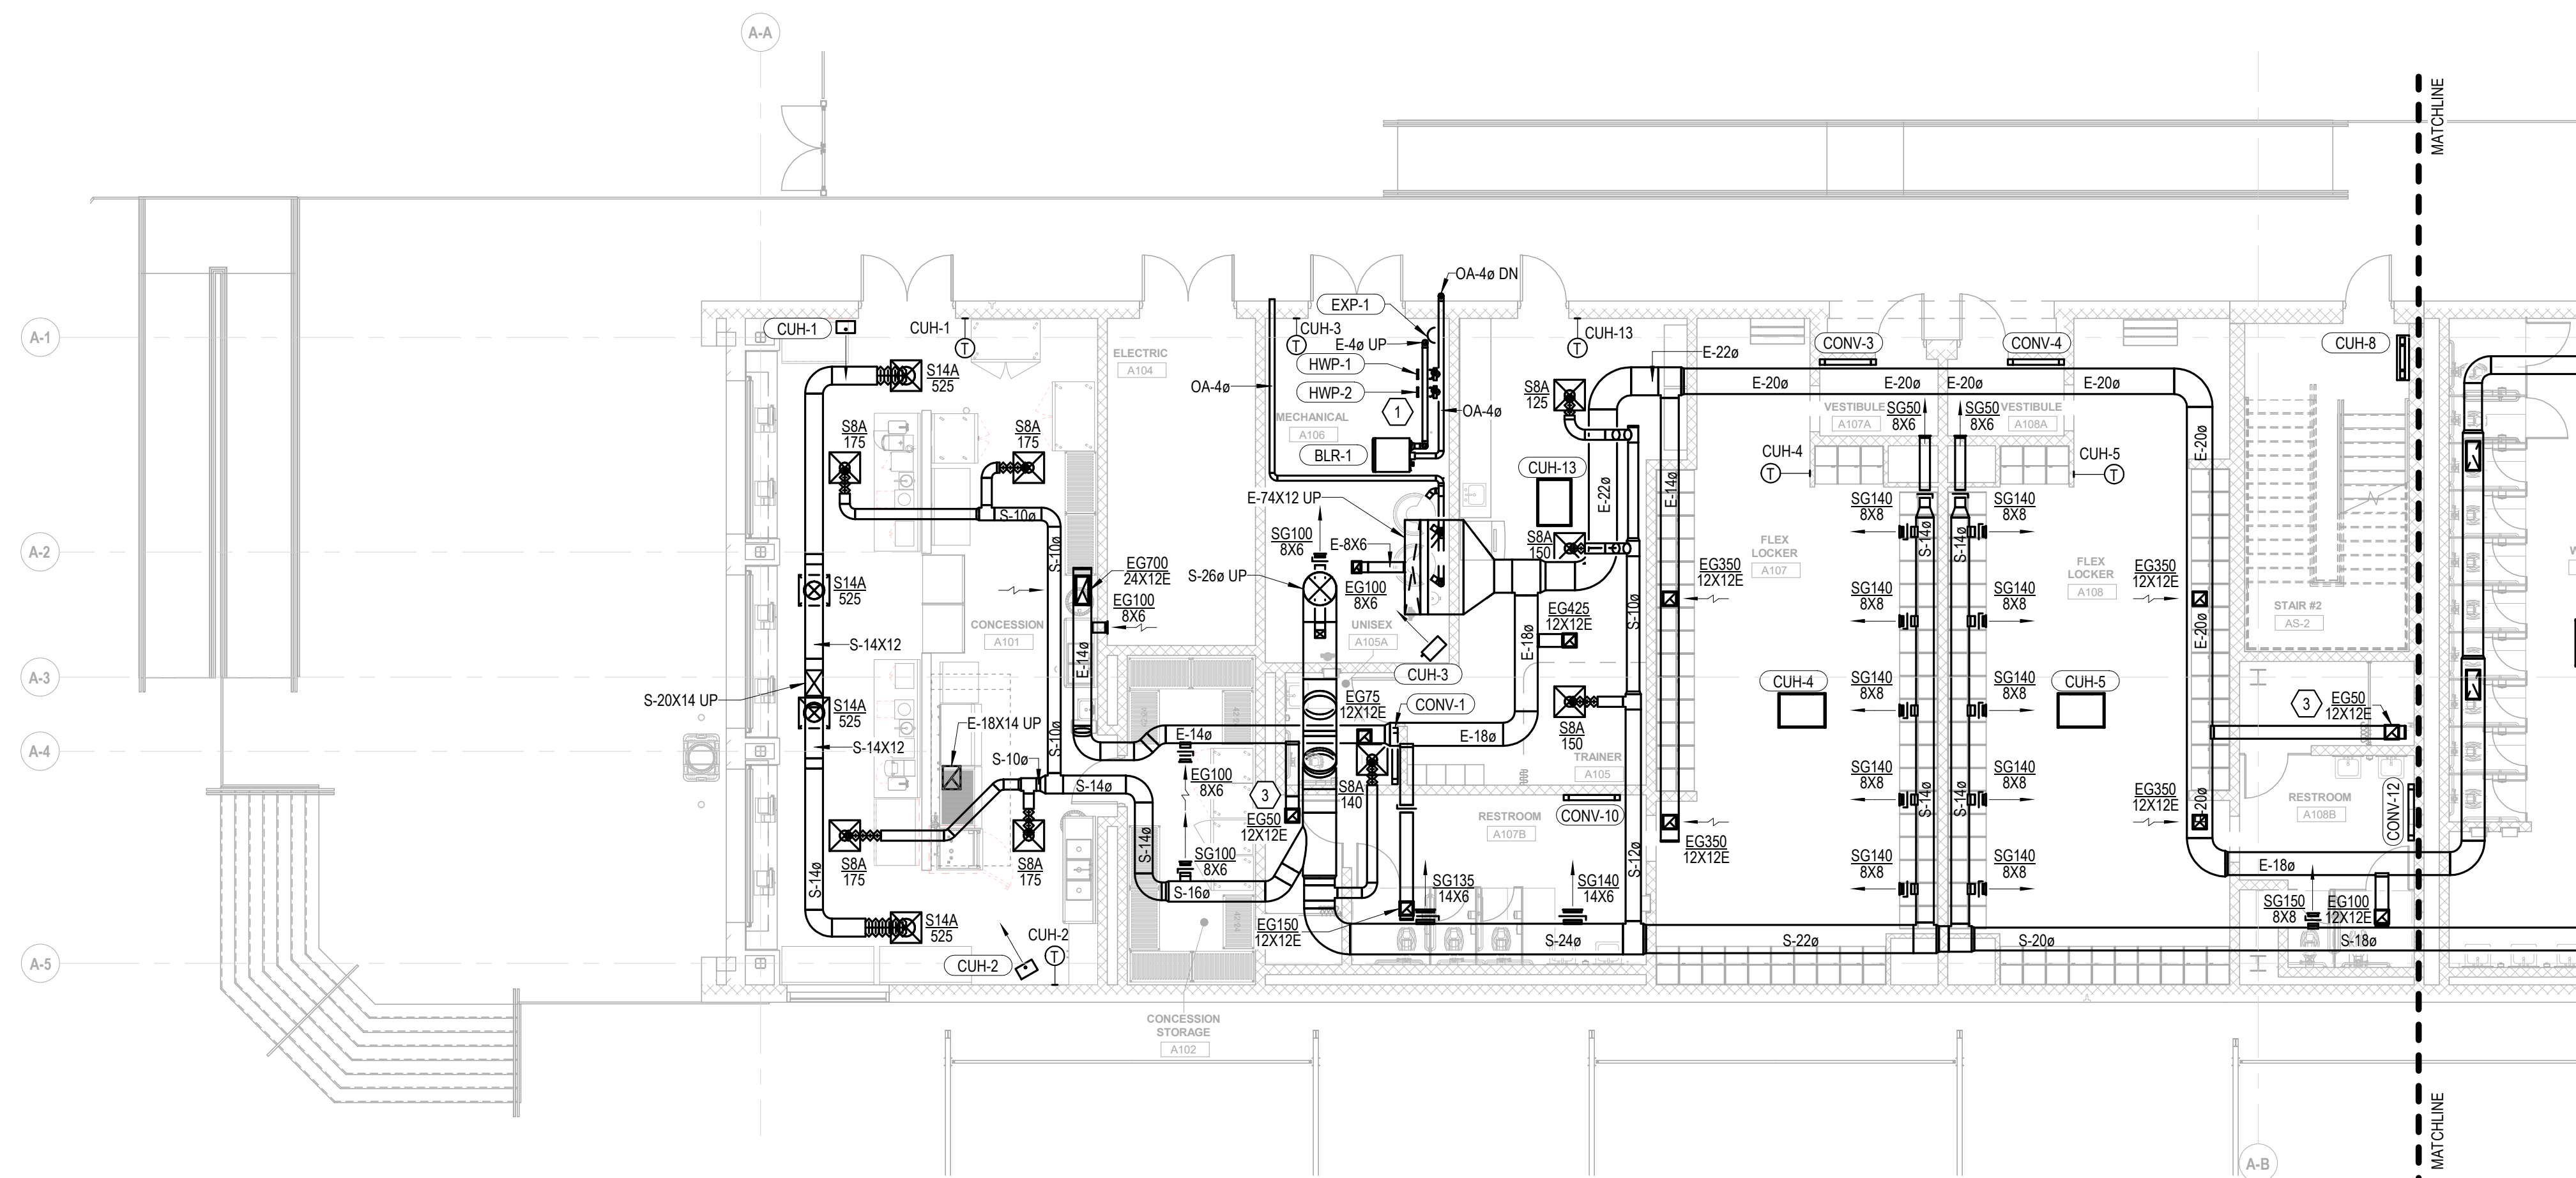 A-A
MATCHLINE
A-1
A-2
A-3
A-4
A-5
CUH-1
CUH-1
T
ELECTRIC
A104
S14A
525
S8A
175
S8A
175
S-10ø
S-10ø
S14A
525
S-14X12
CONCESSION
A101
EG700
24X12E
EG100
8X6
E-14ø
S-20X14 UP
S14A
525
S-14X12
E-18X14 UP
S-10ø
S-10ø
S-14ø
S-14ø
S8A
175
S8A
175
S14A
525
S-14ø
CUH-2
CUH-2
T
E-14ø
EG100
8X6
SG100
8X6
S-16ø
CONCESSION
STORAGE
A102
OA-4ø DN
EXP-1
CUH-3
T
E-4ø UP
HWP-1
HWP-2
OA-4ø
OA-4ø
MECHANICAL
A106
1
BLR-1
E-74X12 UP
SG100
8X6
E-8X6
S-26ø UP
EG100
8X6
UNISEX
A105A
CUH-3
EG75
12X12E
CONV-1
E-18ø
E-18ø
3
EG50
12X12E
S8A
140
EG425
12X12E
CUH-13
T
S8A
125
CUH-13
S8A
150
E-22ø
E-22ø
E-14ø
S-10ø
S8A
150
TRAINER
A105
RESTROOM
A107B
CONV-10
S-12ø
SG135
14X6
SG140
14X6
EG150
12X12E
S-24ø
S-22ø
S-20ø
S-18ø
EG350
12X12E
EG350
12X12E
E-20ø
E-20ø
E-20ø
E-20ø
CONV-3
CONV-4
VESTIBULE
A107A
SG50
8X6
SG50
8X6
VESTIBULE
A108A
CUH-4
T
CUH-5
T
SG140
8X8
SG140
8X8
S-14ø
S-14ø
FLEX
LOCKER
A107
FLEX
LOCKER
A108
SG140
8X8
SG140
8X8
SG140
8X8
SG140
8X8
CUH-4
CUH-5
SG140
8X8
SG140
8X8
S-14ø
S-14ø
SG140
8X8
SG140
8X8
EG350
12X12E
EG350
12X12E
E-20ø
E-20ø
E-20ø
CUH-8
STAIR #2
AS-2
3
EG50
12X12E
RESTROOM
A108B
CONV-12
E-18ø
SG150
8X8
EG100
12X12E
A-B
MATCHLINE